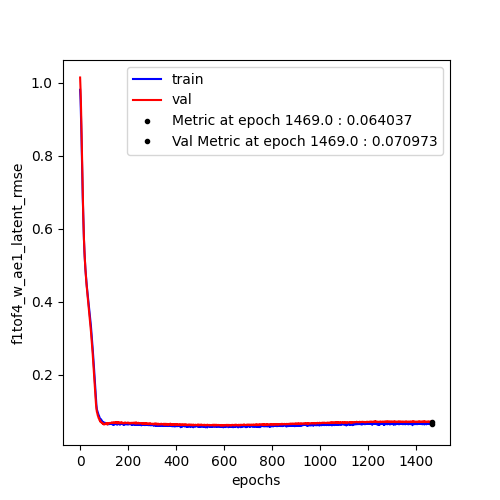 train
val
Metric at epoch 1469.0 : 0.064037
Val Metric at epoch 1469.0 : 0.070973
f1tof4_w_ae1_latent_rmse
1.0
0.8
0.6
0.4
0.2
0 200 400 600 800 1000 1200 1400
epochs